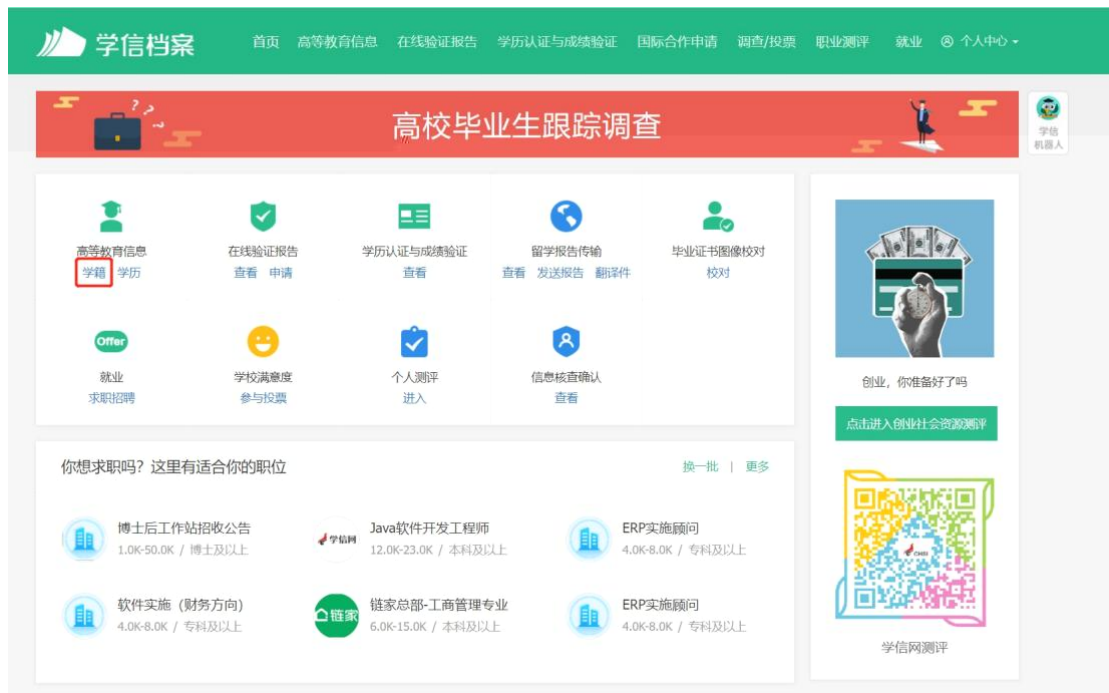 学信档案
首页 高等教育信息 在线验证报告 学历认证与成绩验证 国际合作申请 调查/投票 职业测评 就业 个人中心
高校毕业生跟踪调查
学信
机器人
高等教育信息 在线验证报告 学历认证与成绩验证 留学报告传输 毕业证书图像校对
学籍 学历 查看 申请 查看 查看 发送报告 翻译件 校对
Offer
就业 学校满意度 个人测评 信息核查确认
求职招聘 参与投票 进入 查看
创业，你准备好了吗
点击进入创业社会资源测评
你想求职吗？这里有适合你的职位 换一批 | 更多
博士后工作站招收公告 学信网 Java软件开发工程师 ERP实施顾问
1.0K-50.0K / 博士及以上 12.0K-23.0K / 本科及以上 4.0K-8.0K / 专科及以上
软件实施（财务方向） 链家 链家总部-工商管理专业 ERP实施顾问
4.0K-8.0K / 专科及以上 6.0K-15.0K / 本科及以上 4.0K-8.0K / 专科及以上
学信网测评